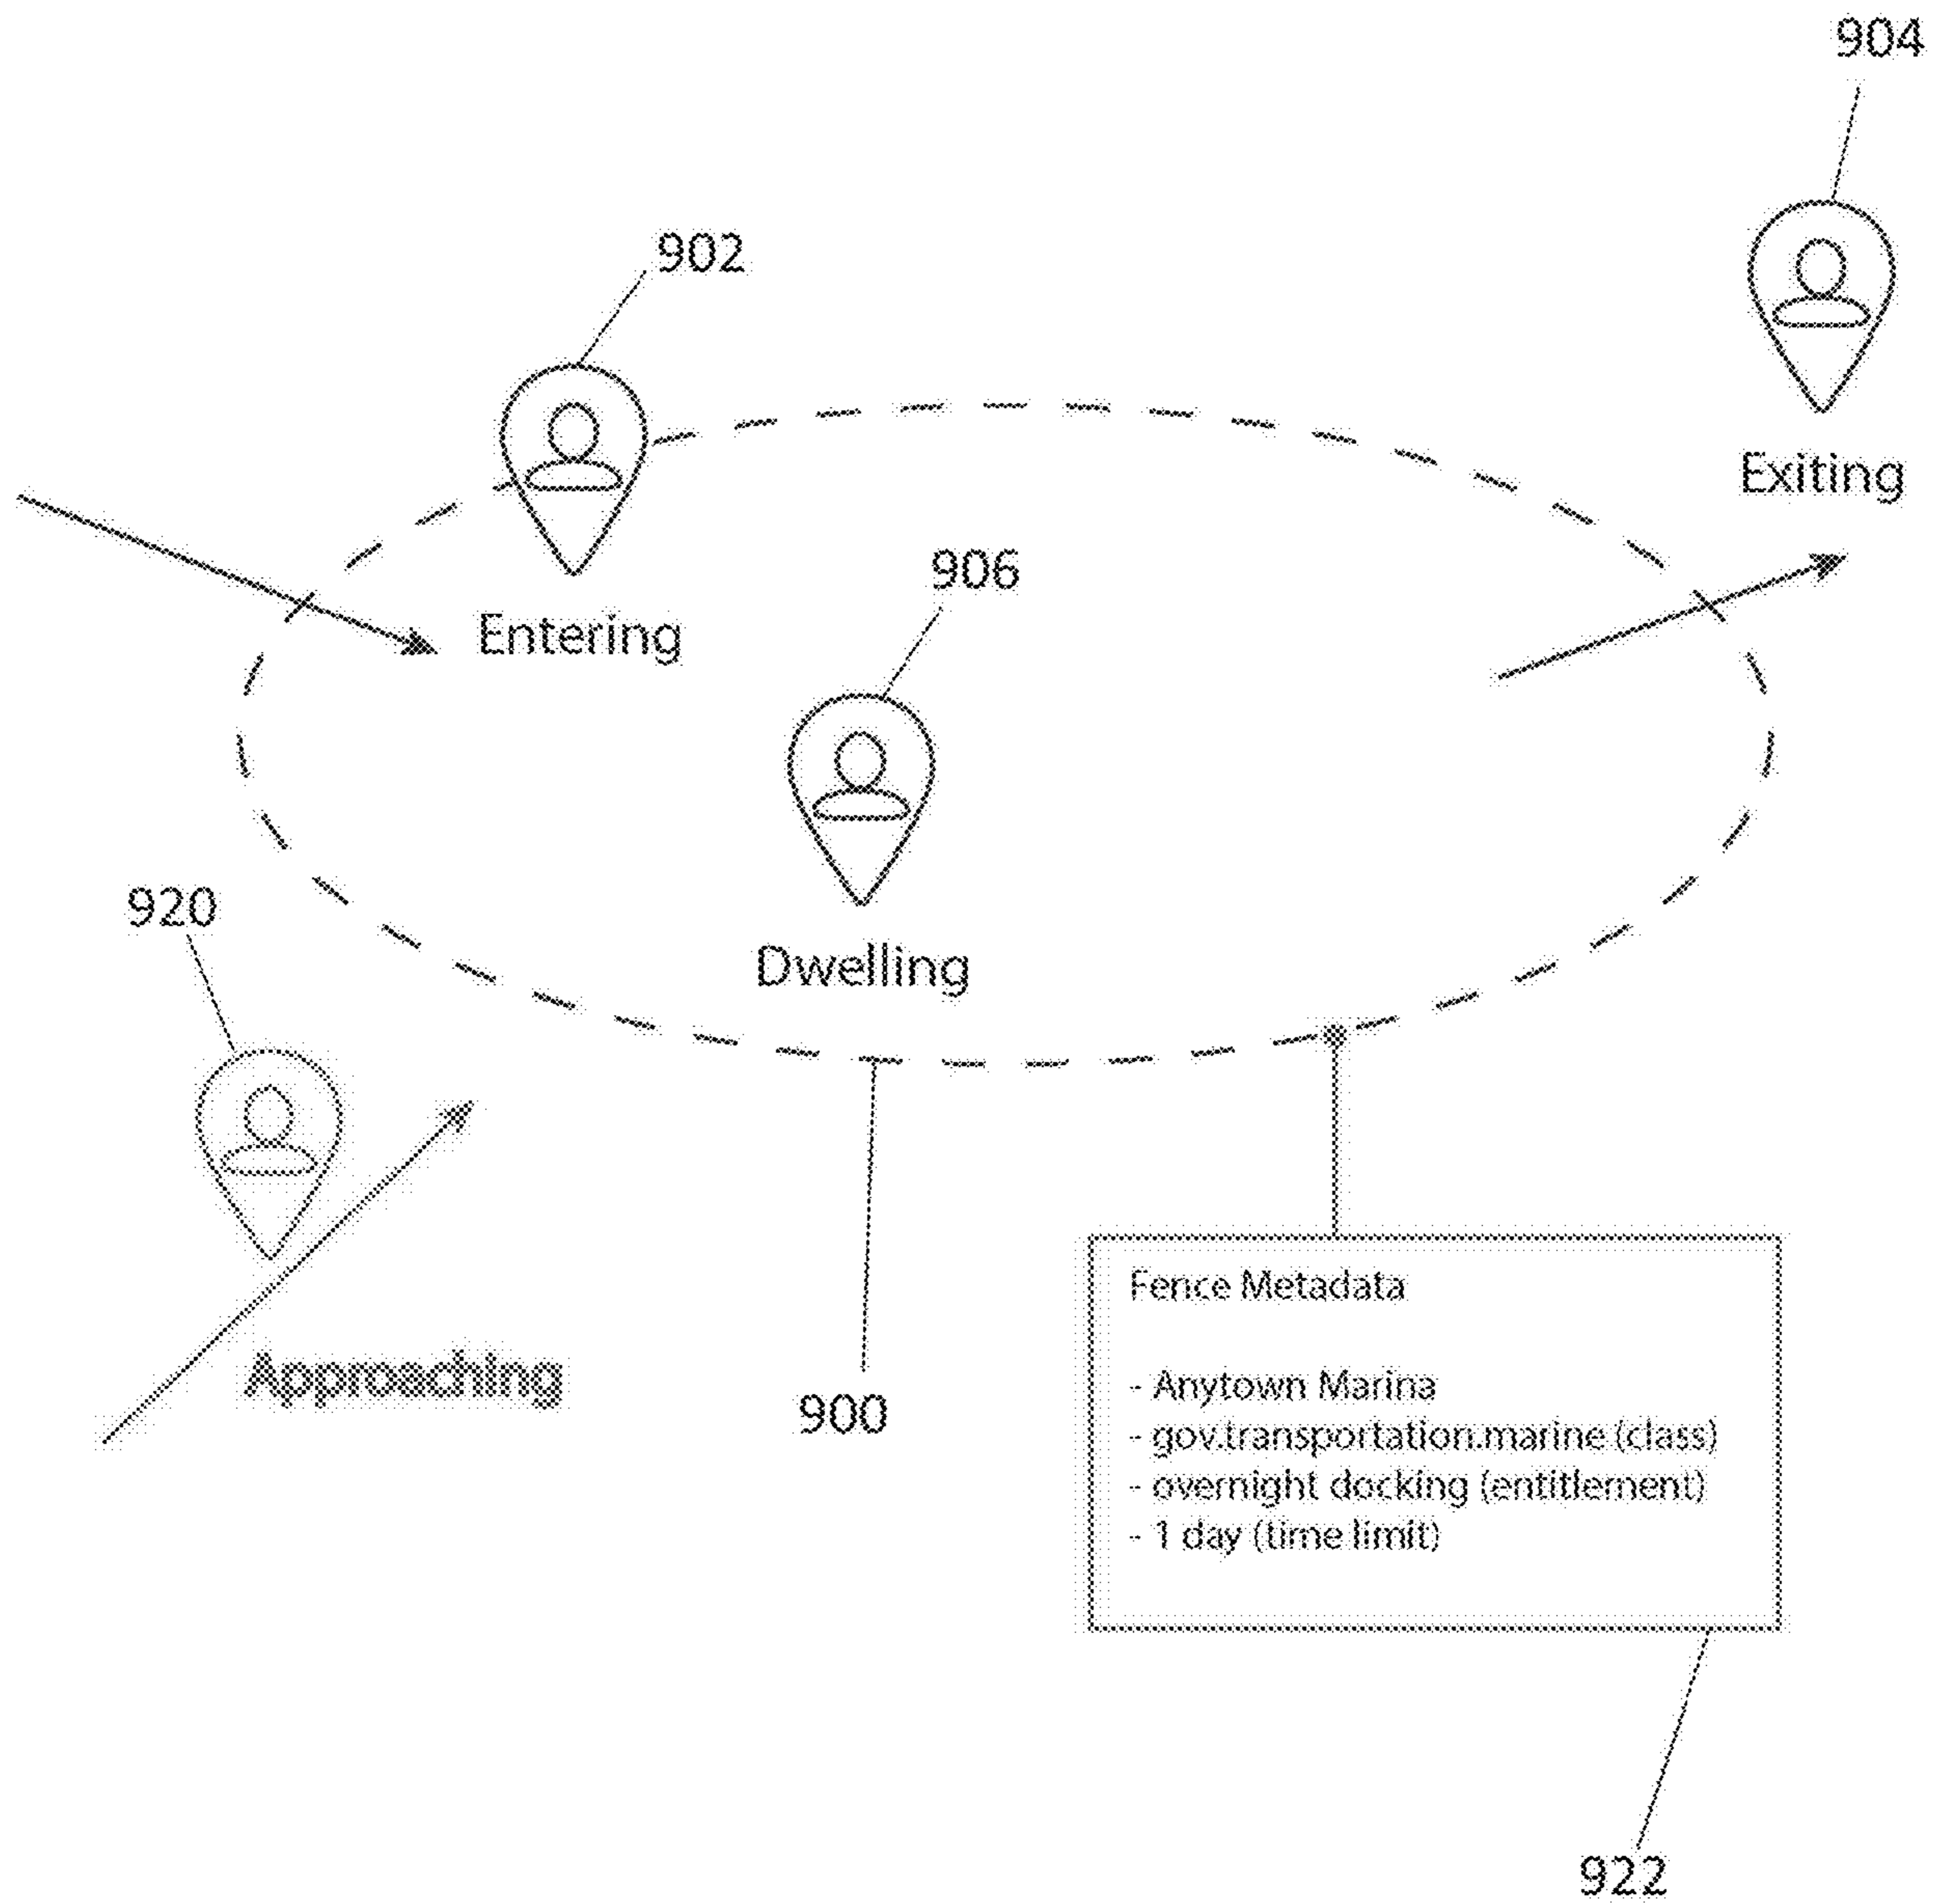 904
902
Exiting
906
Entering
920
Dwelling
Approaching
900
Fence Metadata
- Anytown Marina
- gov.transportation.marine (class)
- overnight docking (entitlement)
- 1 day (time limit)
922